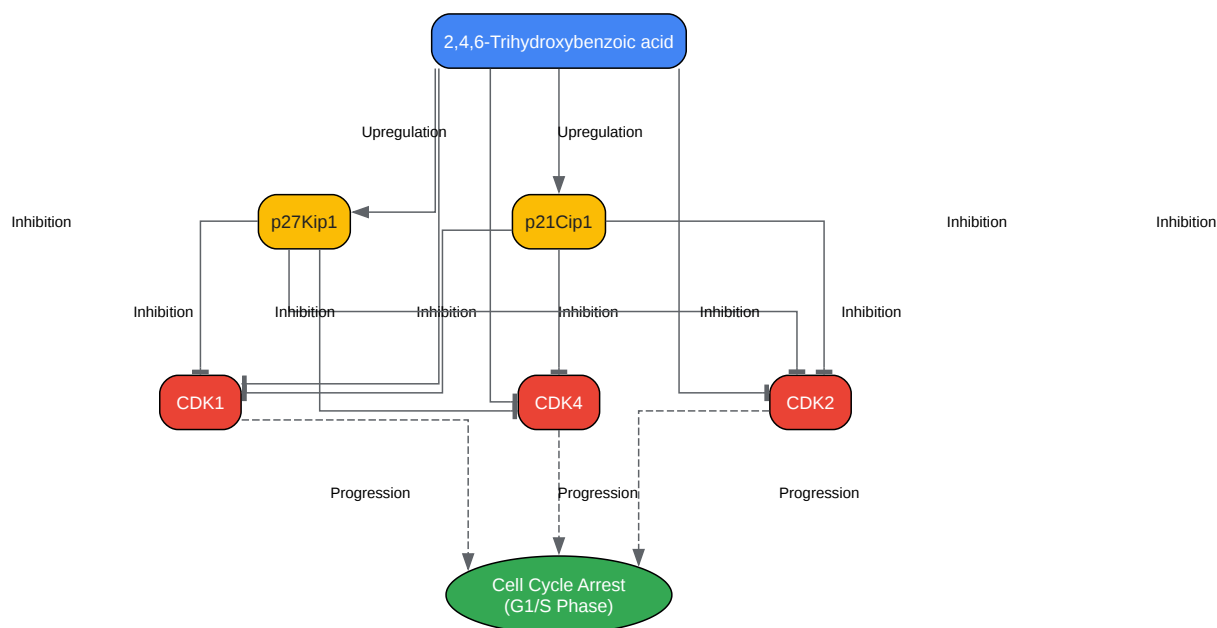 2,4,6-Trihydroxybenzoic acid
Upregulation
Upregulation
Inhibition
p27Kip1
p21Cip1
Inhibition
Inhibition
Inhibition
Inhibition
Inhibition
Inhibition
Inhibition
Inhibition
CDK1
CDK4
CDK2
Progression
Progression
Progression
Cell Cycle Arrest
(G1/S Phase)